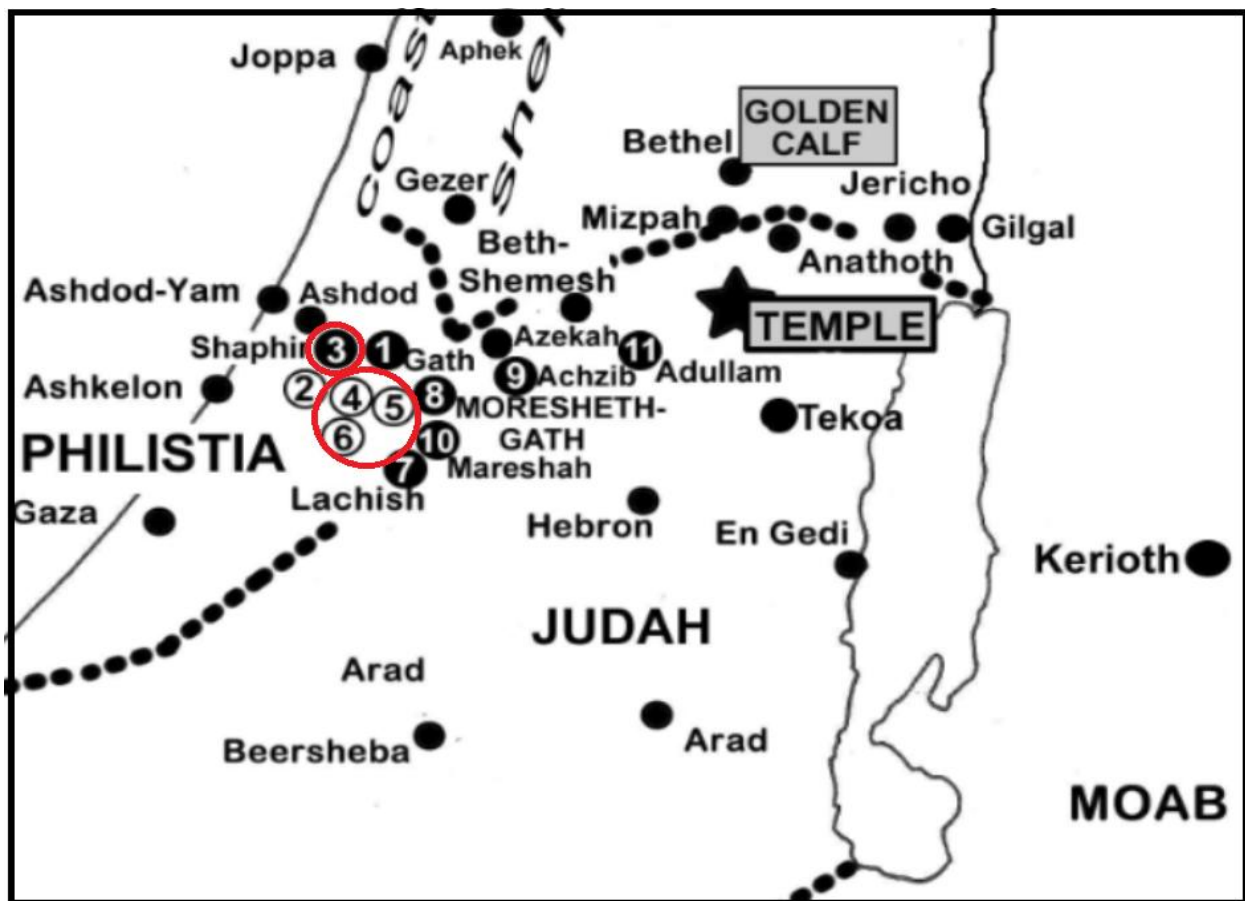 Joppa
Aphek
coas
shep
GOLDEN
CALF
Bethel
Gezer
Jericho
Mizpah
Gilgal
Beth-
Shemesh
Anathoth
Ashdod-Yam
Ashdod
TEMPLE
Shaphir
3
1
Gath
Azekah
11
Adullam
Ashkelon
2
4
5
8
9
Achzib
MORESHETH-
GATH
Tekoa
PHILISTIA
6
10
7
Mareshah
Lachish
Gaza
Hebron
En Gedi
Kerioth
JUDAH
Arad
Beersheba
Arad
MOAB